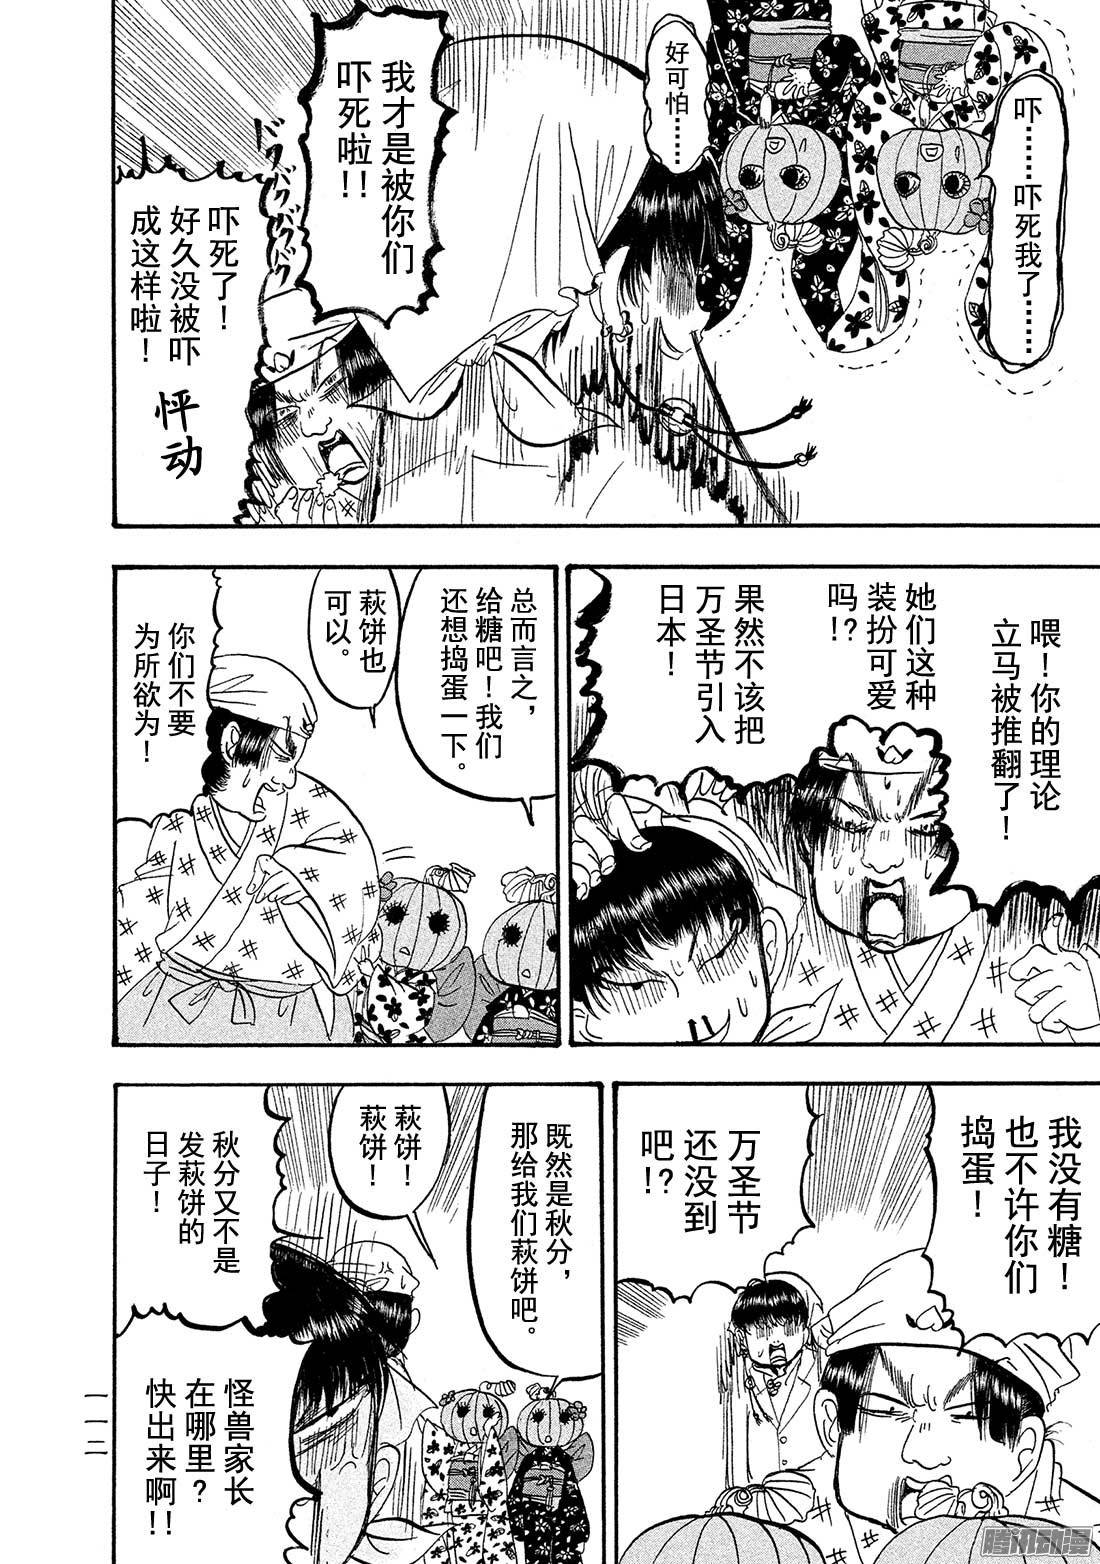 吓……吓死我了……
好可怕……
我才是被你们
吓死啦!!
ドクバクドクバク
吓死了！
好久没被吓
成这样啦！
怦动
喂！你的理论
立马被推翻了！
她们这种
装扮可爱
吗!?
果然不该把
万圣节引入
日本！
总而言之，
给糖吧！我们
还想捣蛋一下。
萩饼也
可以。
你们不要
为所欲为！
我没有糖！
也不许你们
捣蛋！
万圣节
还没到
吧!?
既然是秋分，
那给我们萩饼吧。
萩饼！
萩饼！
秋分又不是
发萩饼的
日子！
怪兽家长
在哪里？
快出来啊!!
一一二
腾讯动漫